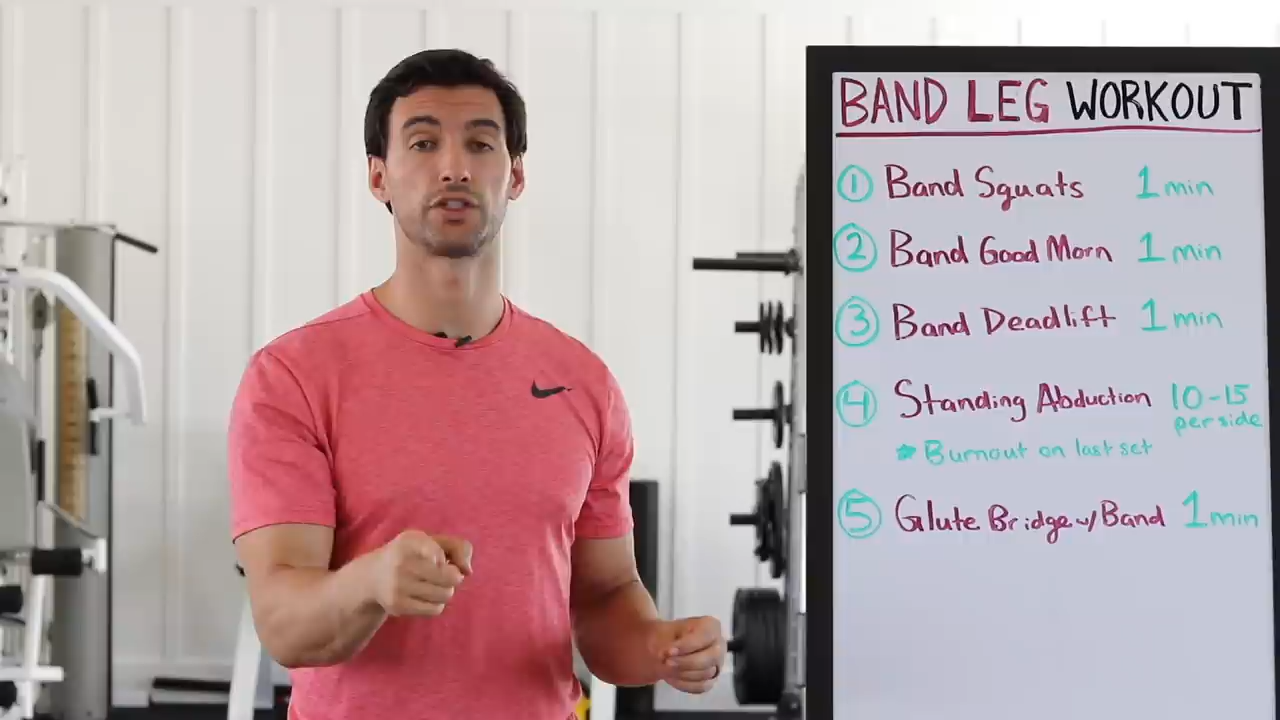 BAND LEG WORKOUT
① Band Squats 1 min
② Band Good Morn 1 min
③ Band Deadlift 1 min
④ Standing Abduction 10-15 per side
* Burnout on last set
⑤ Glute Bridge w/ Band 1 min